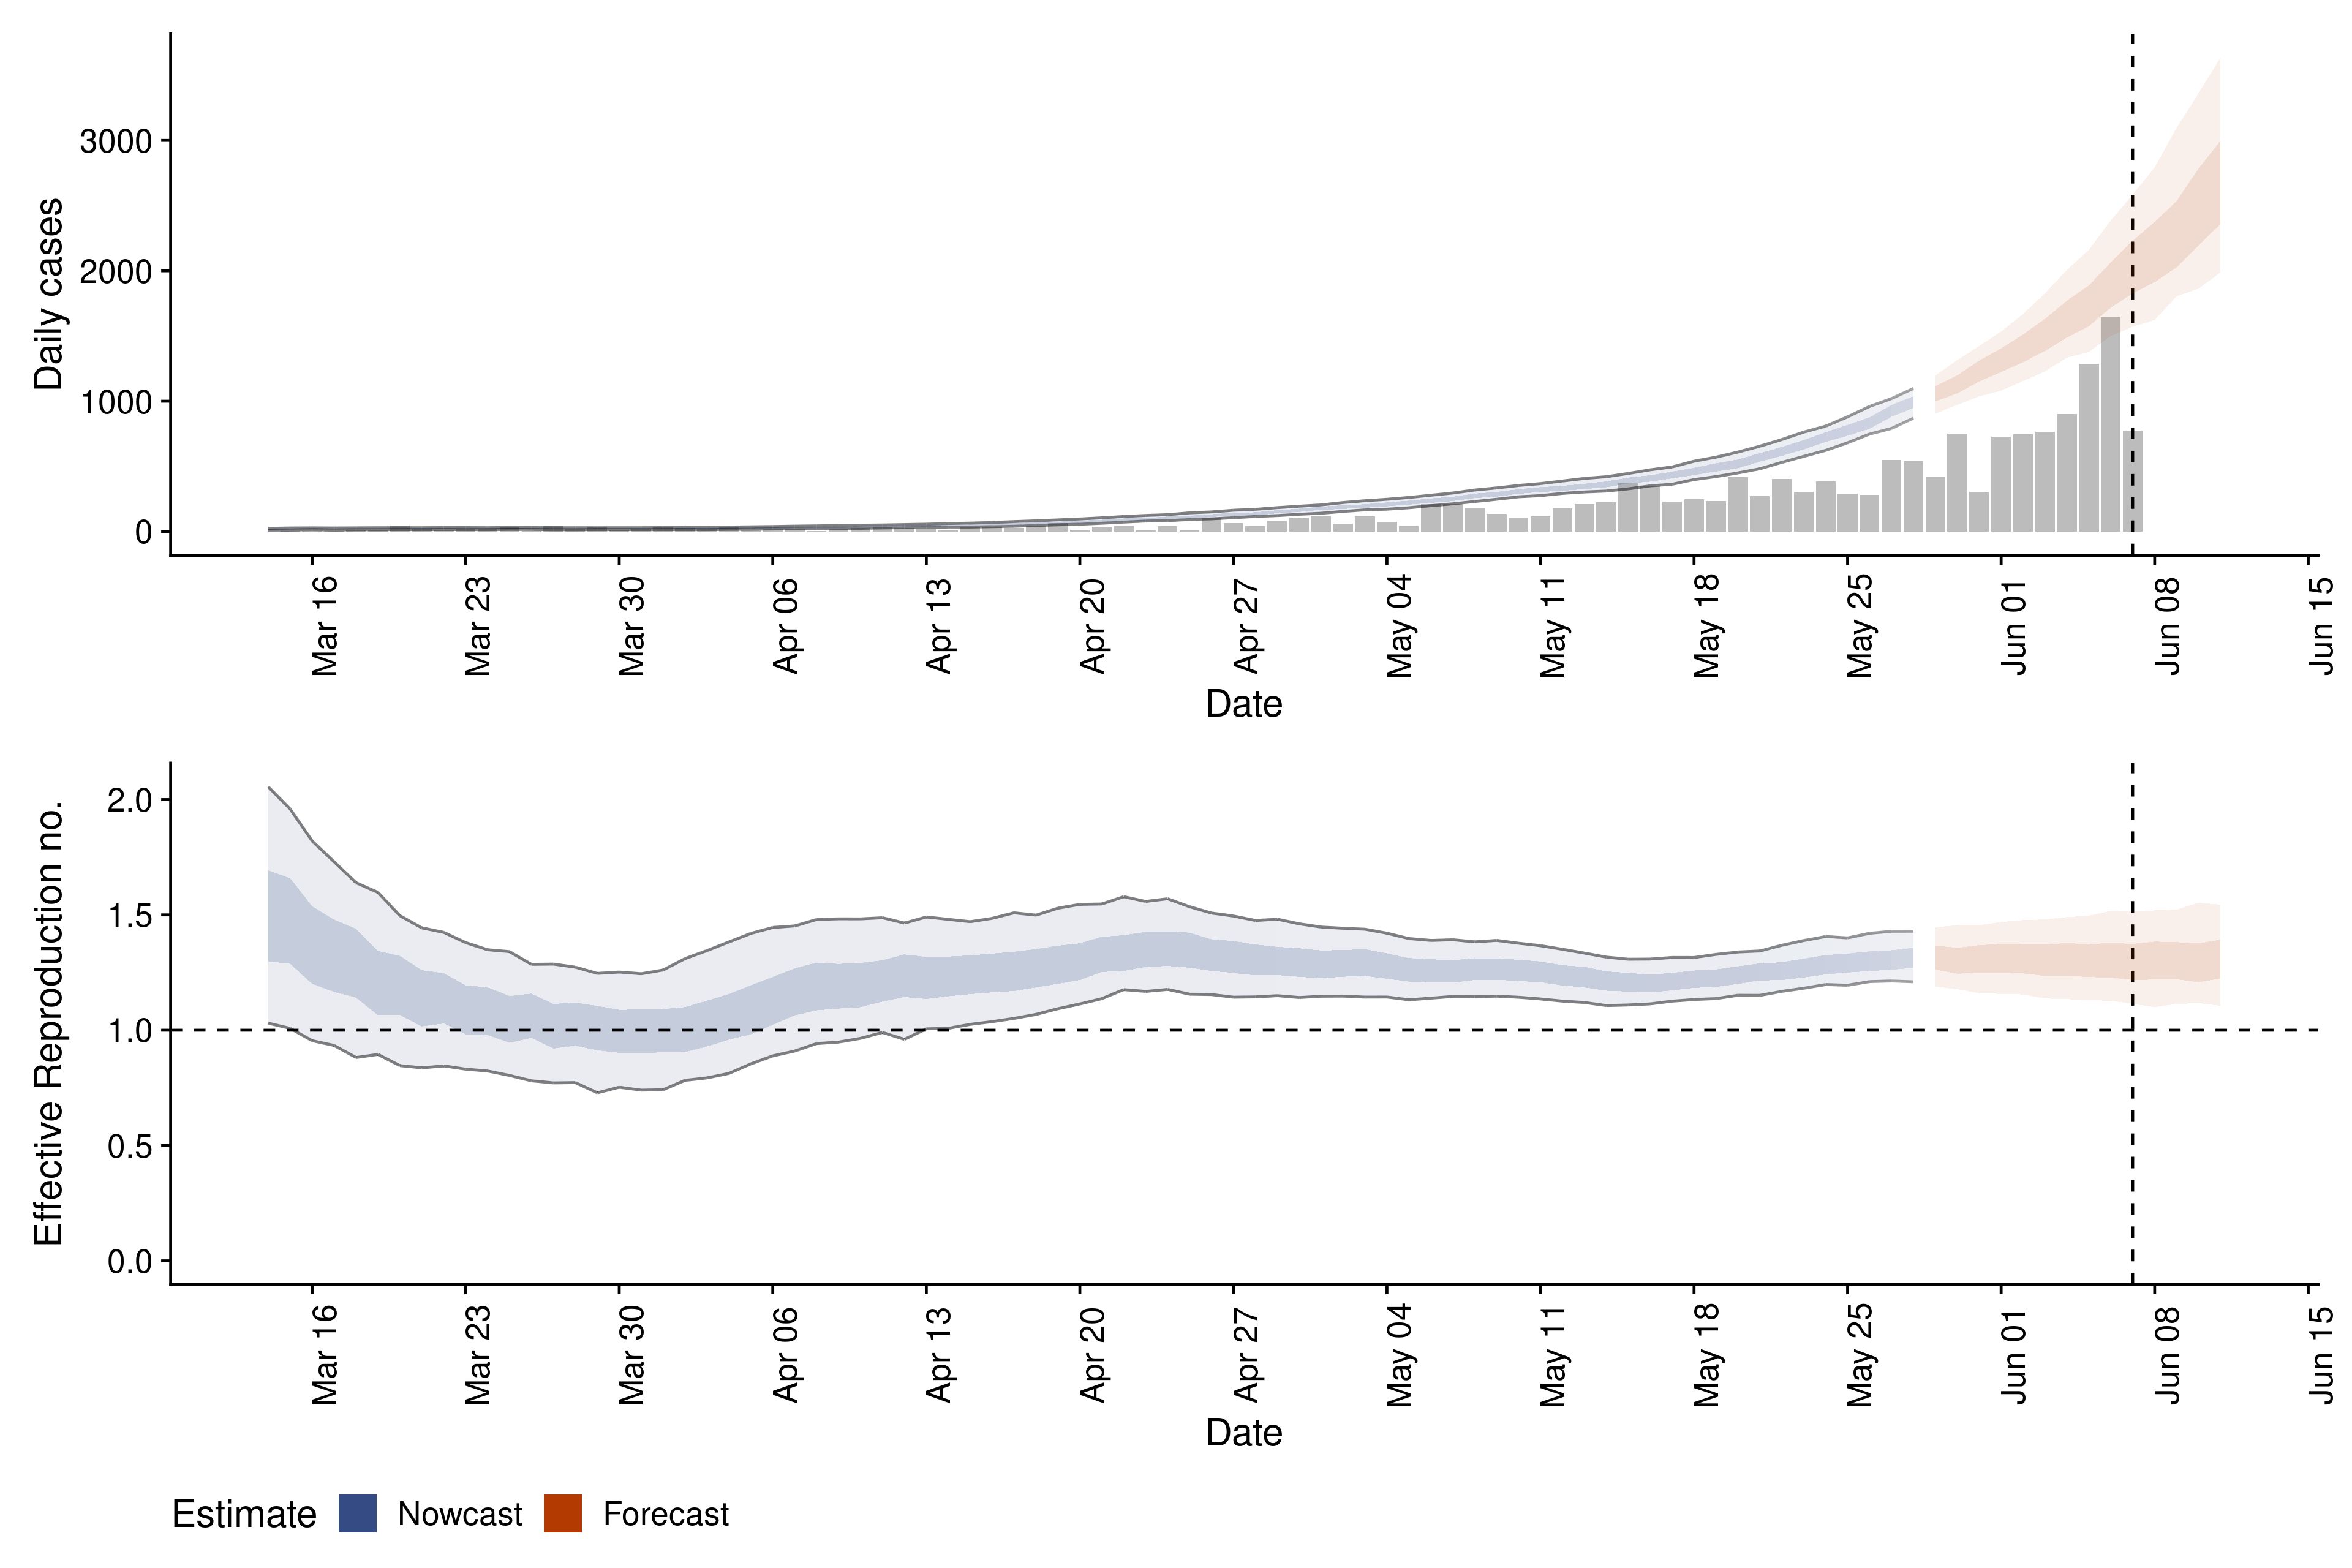 Daily cases
3000
2000
1000
0
Mar 16
Mar 23
Mar 30
Apr 06
Apr 13
Apr 20
Apr 27
May 04
May 11
May 18
May 25
Jun 01
Jun 08
Jun 15
Date
Effective Reproduction no.
2.0
1.5
1.0
0.5
0.0
Mar 16
Mar 23
Mar 30
Apr 06
Apr 13
Apr 20
Apr 27
May 04
May 11
May 18
May 25
Jun 01
Jun 08
Jun 15
Date
Estimate Nowcast Forecast